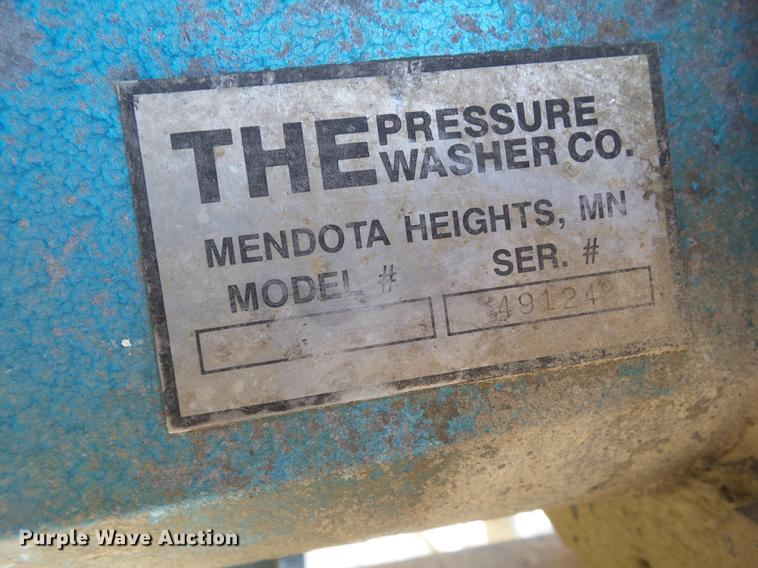 THE PRESSURE
WASHER CO.
MENDOTA HEIGHTS, MN
MODEL # SER. #
49124
Purple Wave Auction